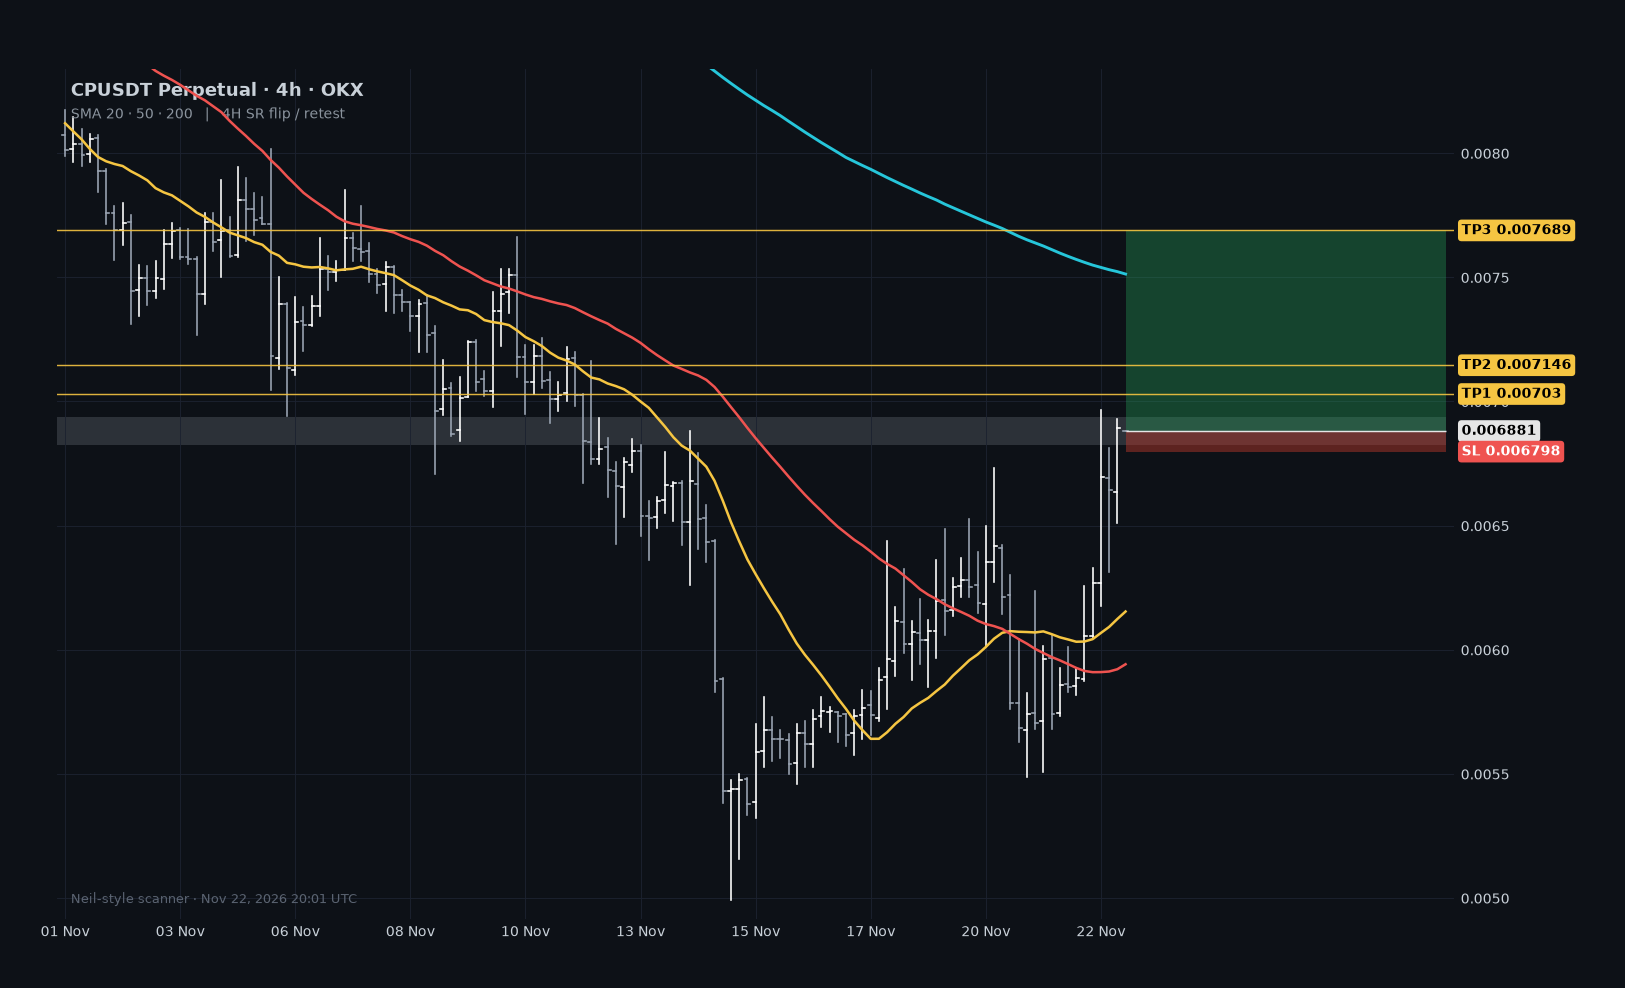 CPUSDT Perpetual · 4h · OKX
SMA 20 · 50 · 200 | 4H SR flip / retest
0.0080
TP3 0.007689
0.0075
TP2 0.007146
TP1 0.00703
0.0070
0.006881
SL 0.006798
0.0065
0.0060
0.0055
0.0050
Neil-style scanner · Nov 22, 2026 20:01 UTC
01 Nov 03 Nov 06 Nov 08 Nov 10 Nov 13 Nov 15 Nov 17 Nov 20 Nov 22 Nov